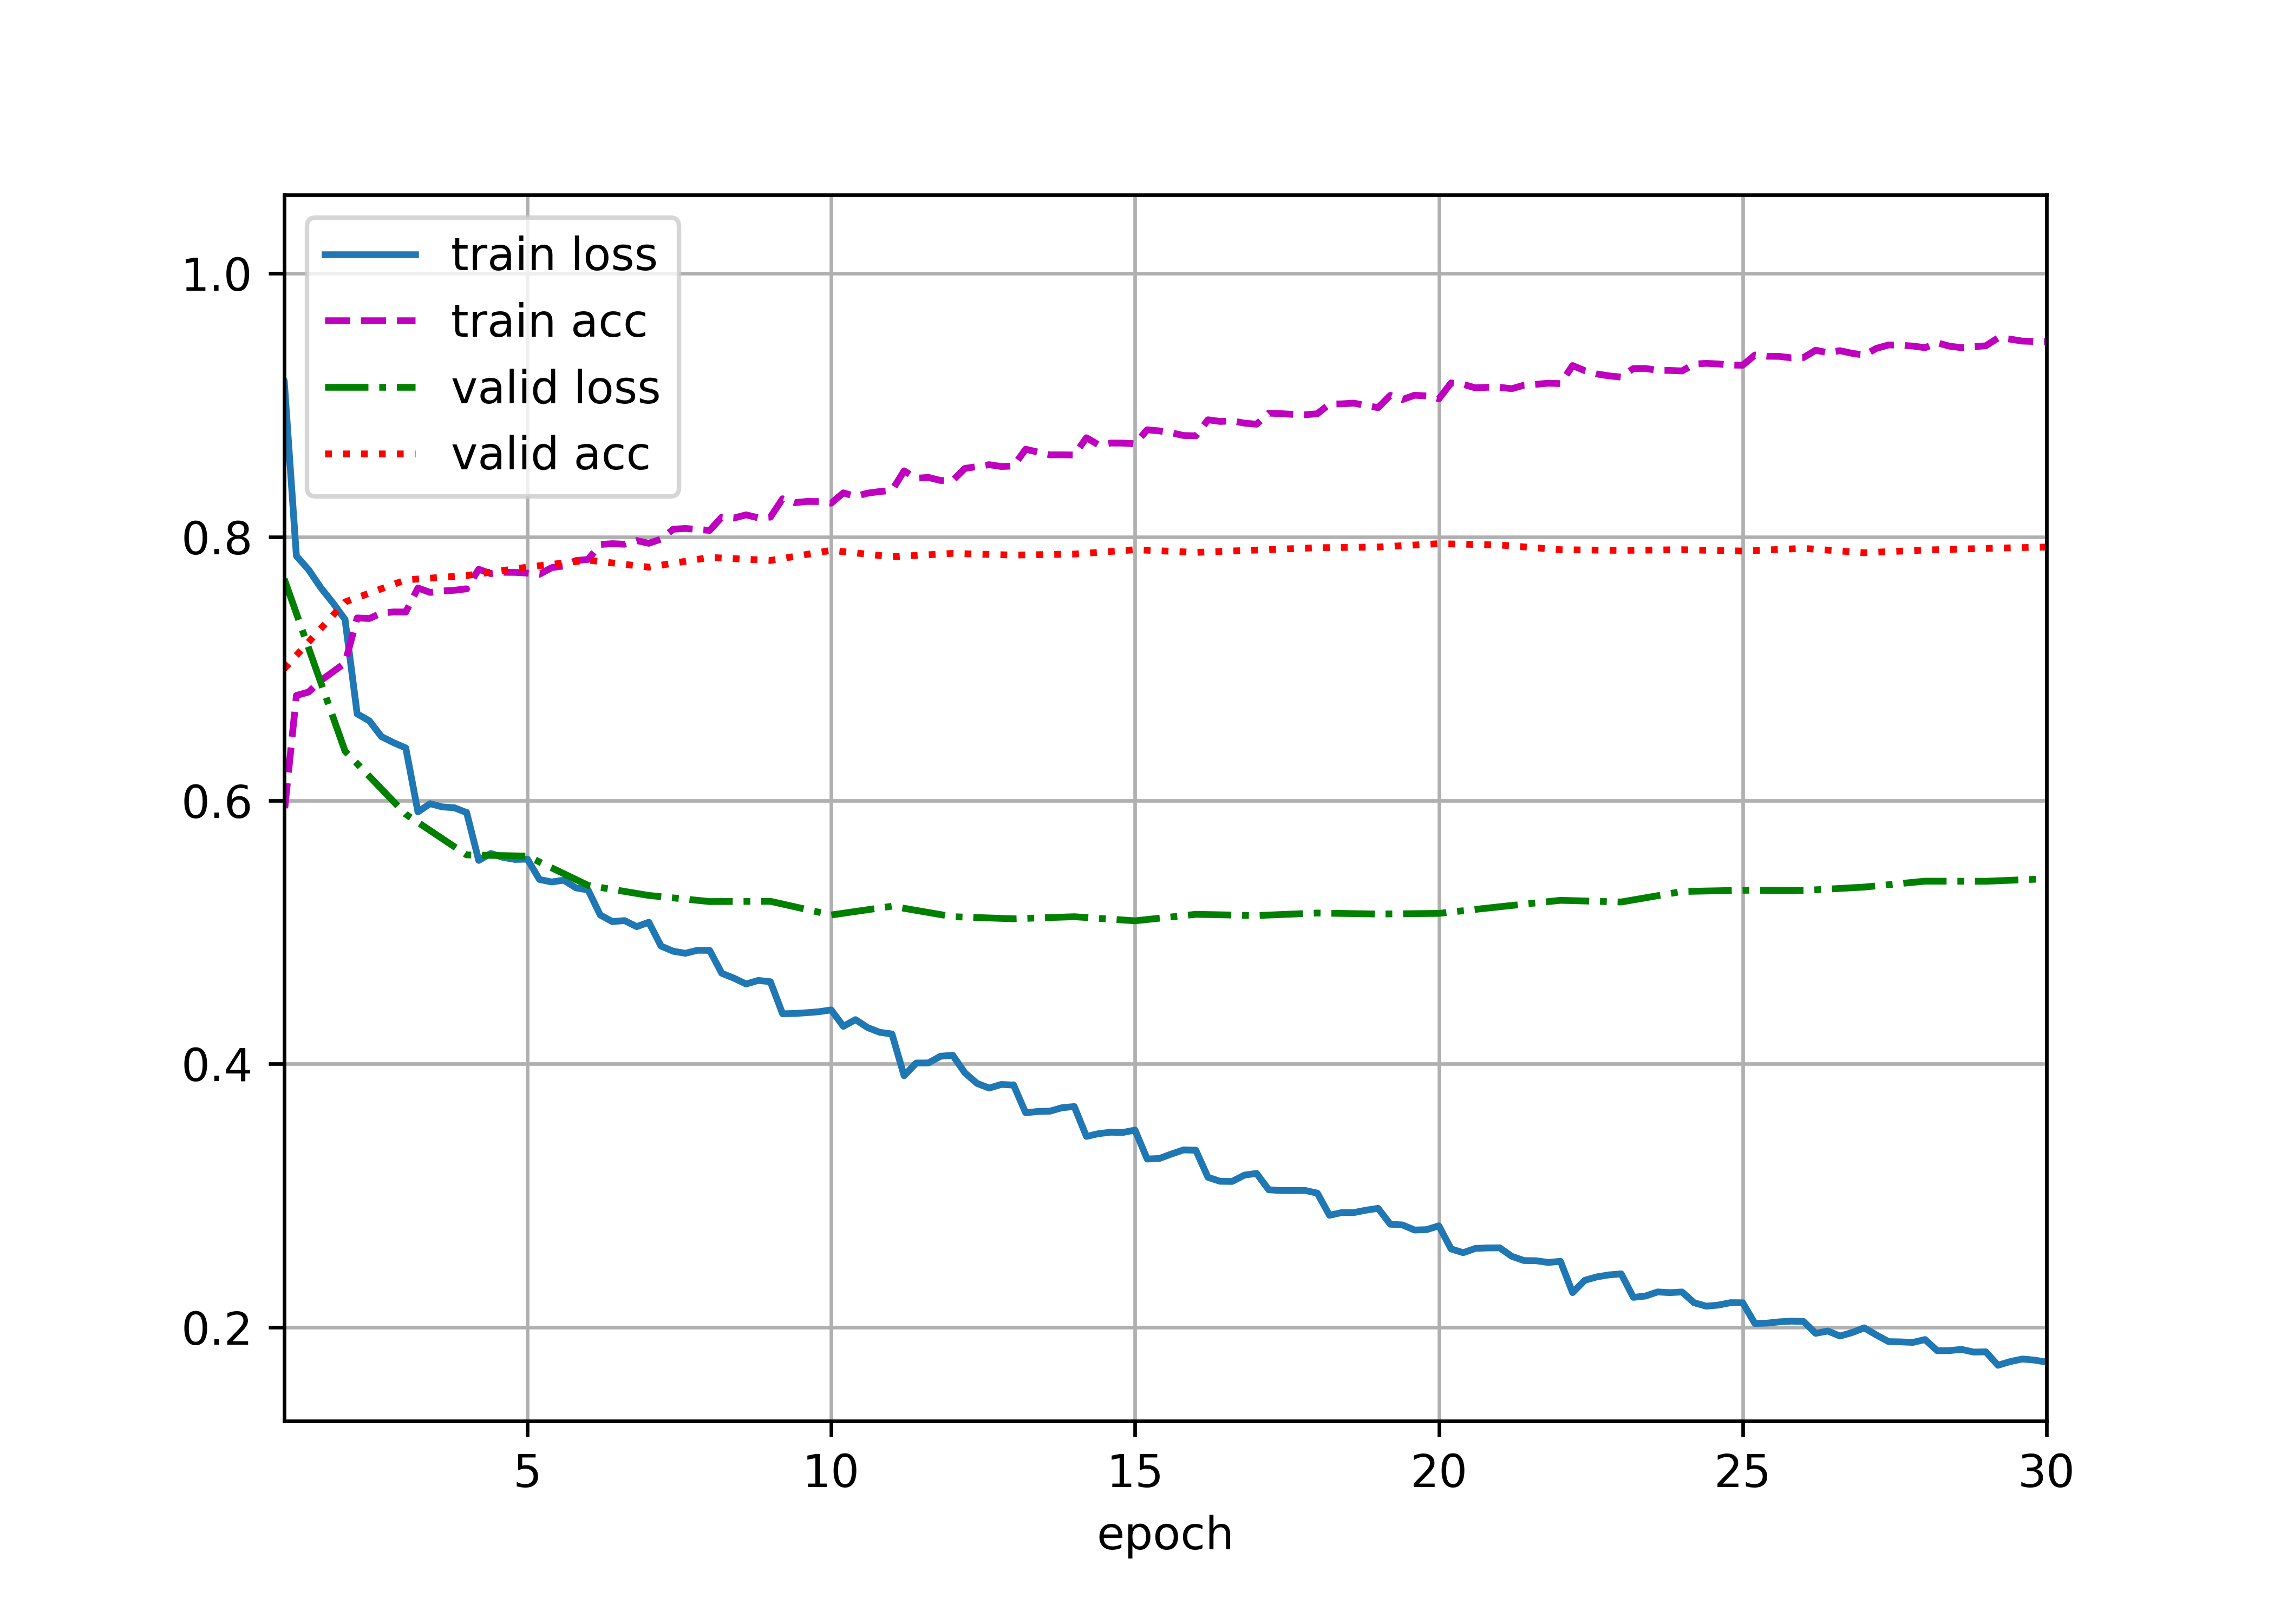 train loss
train acc
valid loss
valid acc
1.0
0.8
0.6
0.4
0.2
5 10 15 20 25 30
epoch